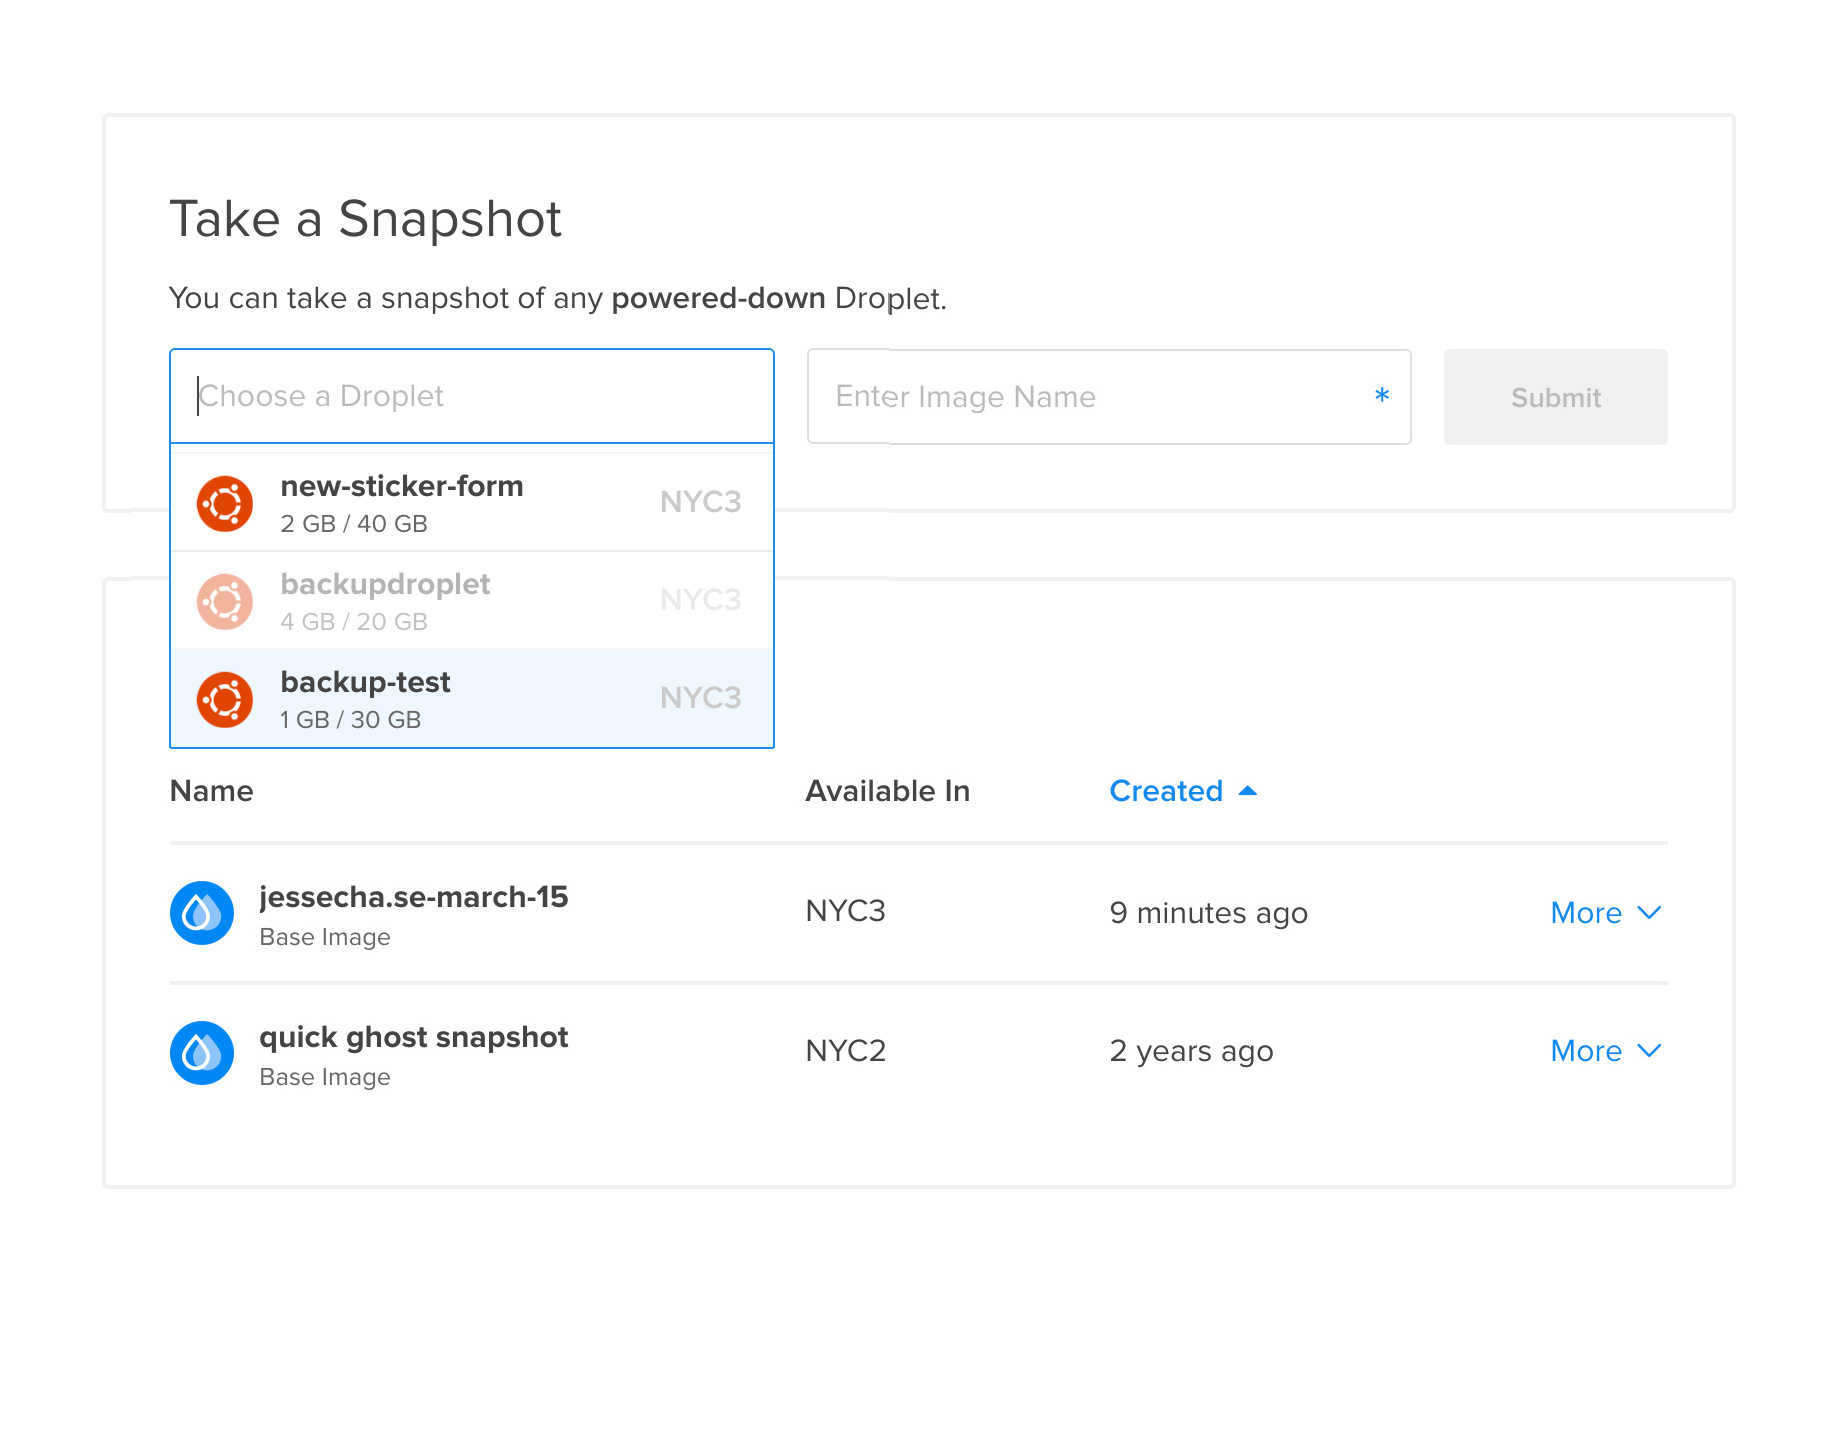 Take a Snapshot
You can take a snapshot of any powered-down Droplet.
Choose a Droplet
Enter Image Name *
Submit
new-sticker-form
2 GB / 40 GB
NYC3
backupdroplet
4 GB / 20 GB
NYC3
backup-test
1 GB / 30 GB
NYC3
Name Available In Created
jessecha.se-march-15
Base Image
NYC3
9 minutes ago
More
quick ghost snapshot
Base Image
NYC2
2 years ago
More